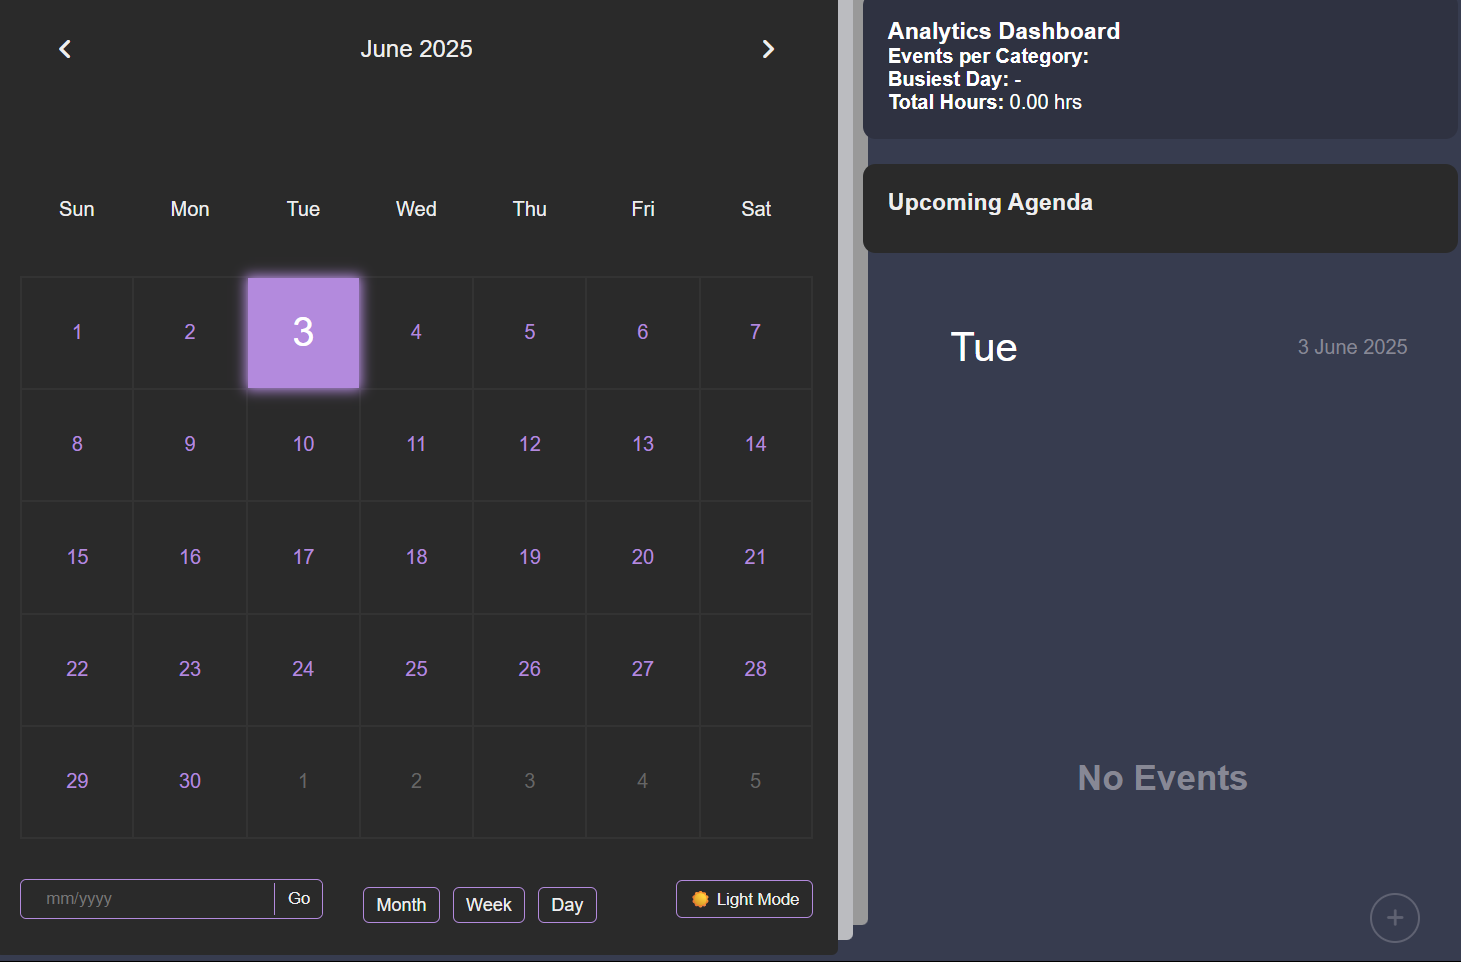 June 2025
Sun Mon Tue Wed Thu Fri Sat
1 2 3 4 5 6 7
8 9 10 11 12 13 14
15 16 17 18 19 20 21
22 23 24 25 26 27 28
29 30 1 2 3 4 5
mm/yyyy Go Month Week Day Light Mode
Analytics Dashboard
Events per Category:
Busiest Day: -
Total Hours: 0.00 hrs
Upcoming Agenda
Tue 3 June 2025
No Events
+